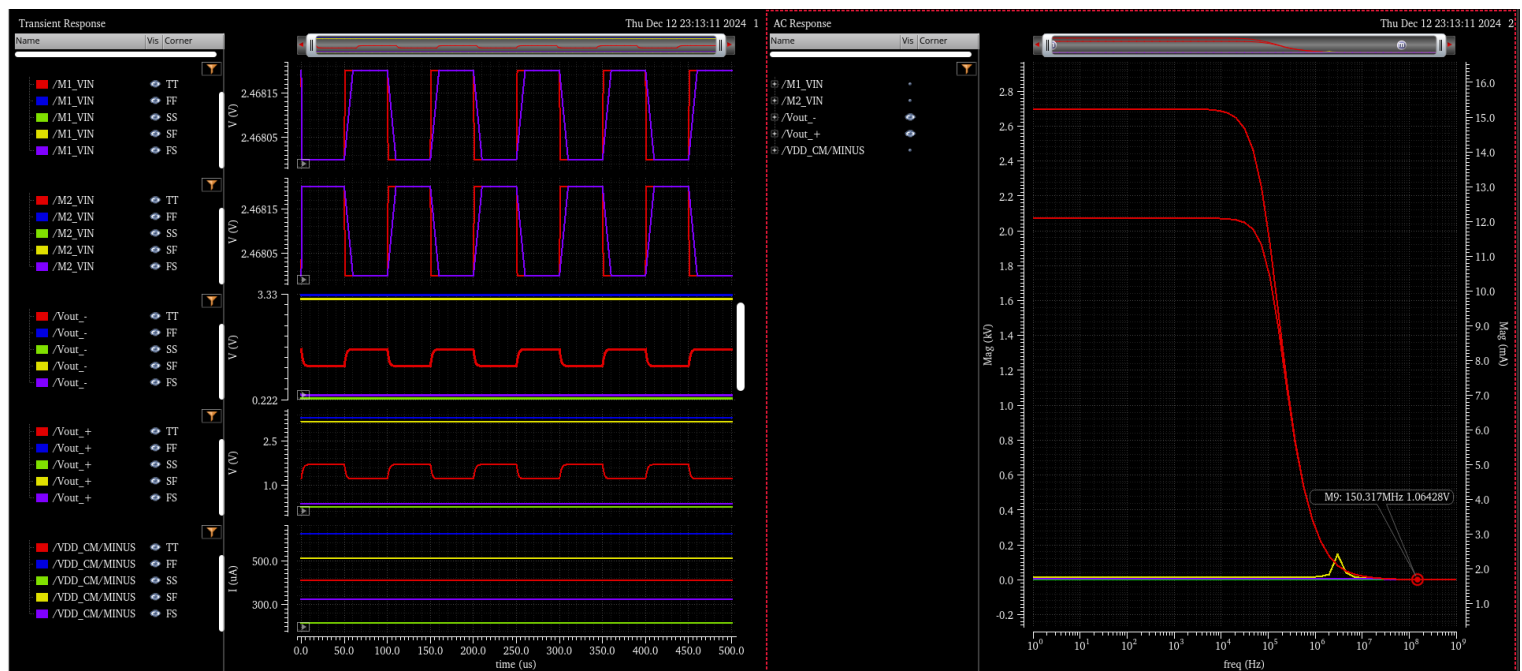 Transient Response
Thu Dec 12 23:13:11 2024 1
Name Vis Corner
/M1_VIN TT
/M1_VIN FF
/M1_VIN SS
/M1_VIN SF
/M1_VIN FS
V (V)
2.46815
2.46805
/M2_VIN TT
/M2_VIN FF
/M2_VIN SS
/M2_VIN SF
/M2_VIN FS
V (V)
2.46815
2.46805
/Vout_- TT
/Vout_- FF
/Vout_- SS
/Vout_- SF
/Vout_- FS
V (V)
3.33
0.222
/Vout_+ TT
/Vout_+ FF
/Vout_+ SS
/Vout_+ SF
/Vout_+ FS
V (V)
2.5
1.0
/VDD_CM/MINUS TT
/VDD_CM/MINUS FF
/VDD_CM/MINUS SS
/VDD_CM/MINUS SF
/VDD_CM/MINUS FS
I (uA)
500.0
300.0
0.0 50.0 100.0 150.0 200.0 250.0 300.0 350.0 400.0 450.0 500.0
time (us)
AC Response
Thu Dec 12 23:13:11 2024 2
Name Vis Corner
/M1_VIN
/M2_VIN
/Vout_-
/Vout_+
/VDD_CM/MINUS
Mag (kV)
2.8
2.6
2.4
2.2
2.0
1.8
1.6
1.4
1.2
1.0
0.8
0.6
0.4
0.2
0.0
-0.2
M9: 150.317MHz 1.06428V
16.0
15.0
14.0
13.0
12.0
11.0
10.0
9.0
8.0
7.0
6.0
5.0
4.0
3.0
2.0
1.0
Mag (mA)
10⁰ 10¹ 10² 10³ 10⁴ 10⁵ 10⁶ 10⁷ 10⁸ 10⁹
freq (Hz)